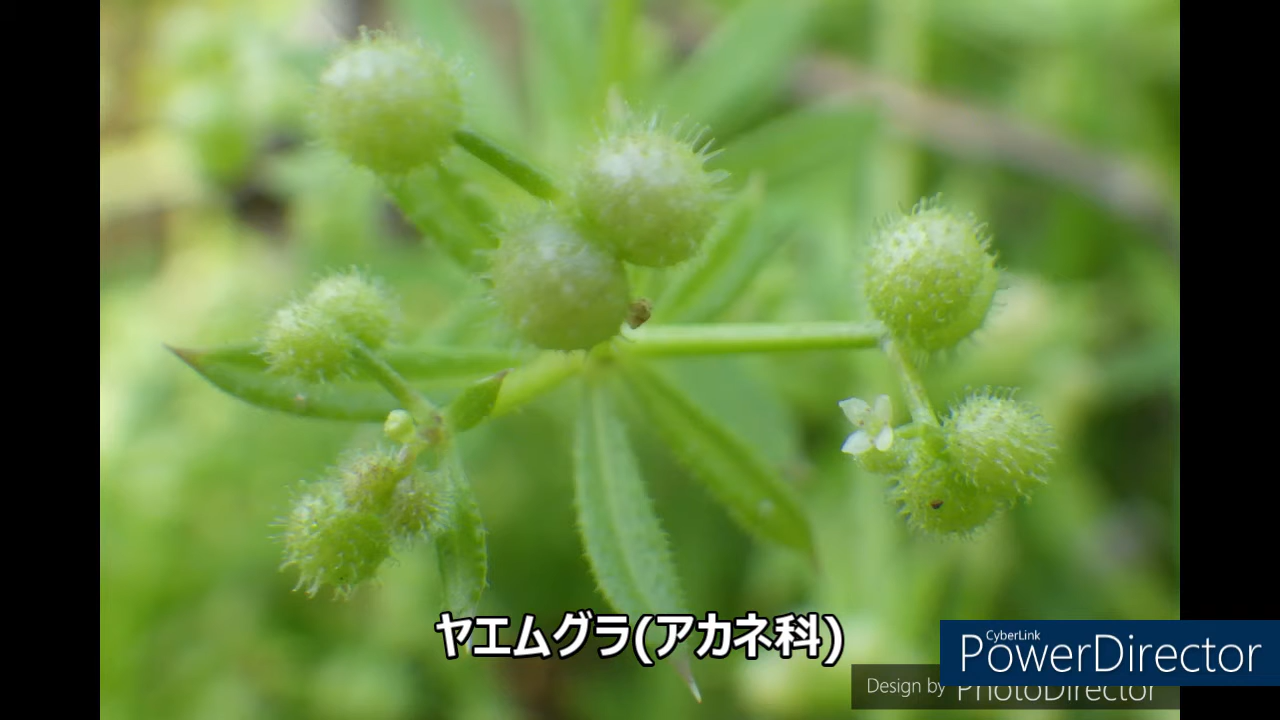 ヤエムグラ(アカネ科)
CyberLink
PowerDirector
Design by PhotoDirector